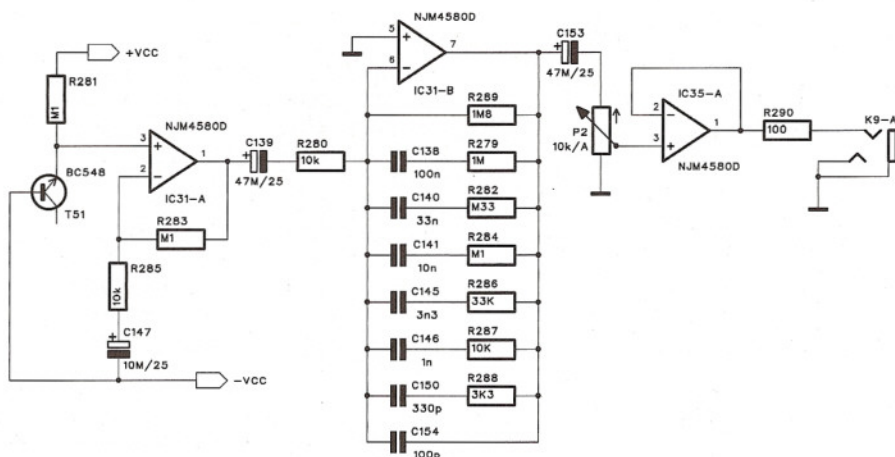 +VCC
R281
M1
BC548
T51
3
2
1
NJM4580D
IC31-A
R283
M1
R285
10k
C147
+
10M/25
-VCC
C139
+
47M/25
R280
10k
5
6
7
NJM4580D
IC31-B
R289
1M8
C138
100n
R279
1M
C140
33n
R282
M33
C141
10n
R284
M1
C145
3n3
R286
33K
C146
1n
R287
10K
C150
330p
R288
3K3
C154
100p
C153
+
47M/25
P2
10k/A
IC35-A
2
3
1
NJM4580D
R290
100
K9-A